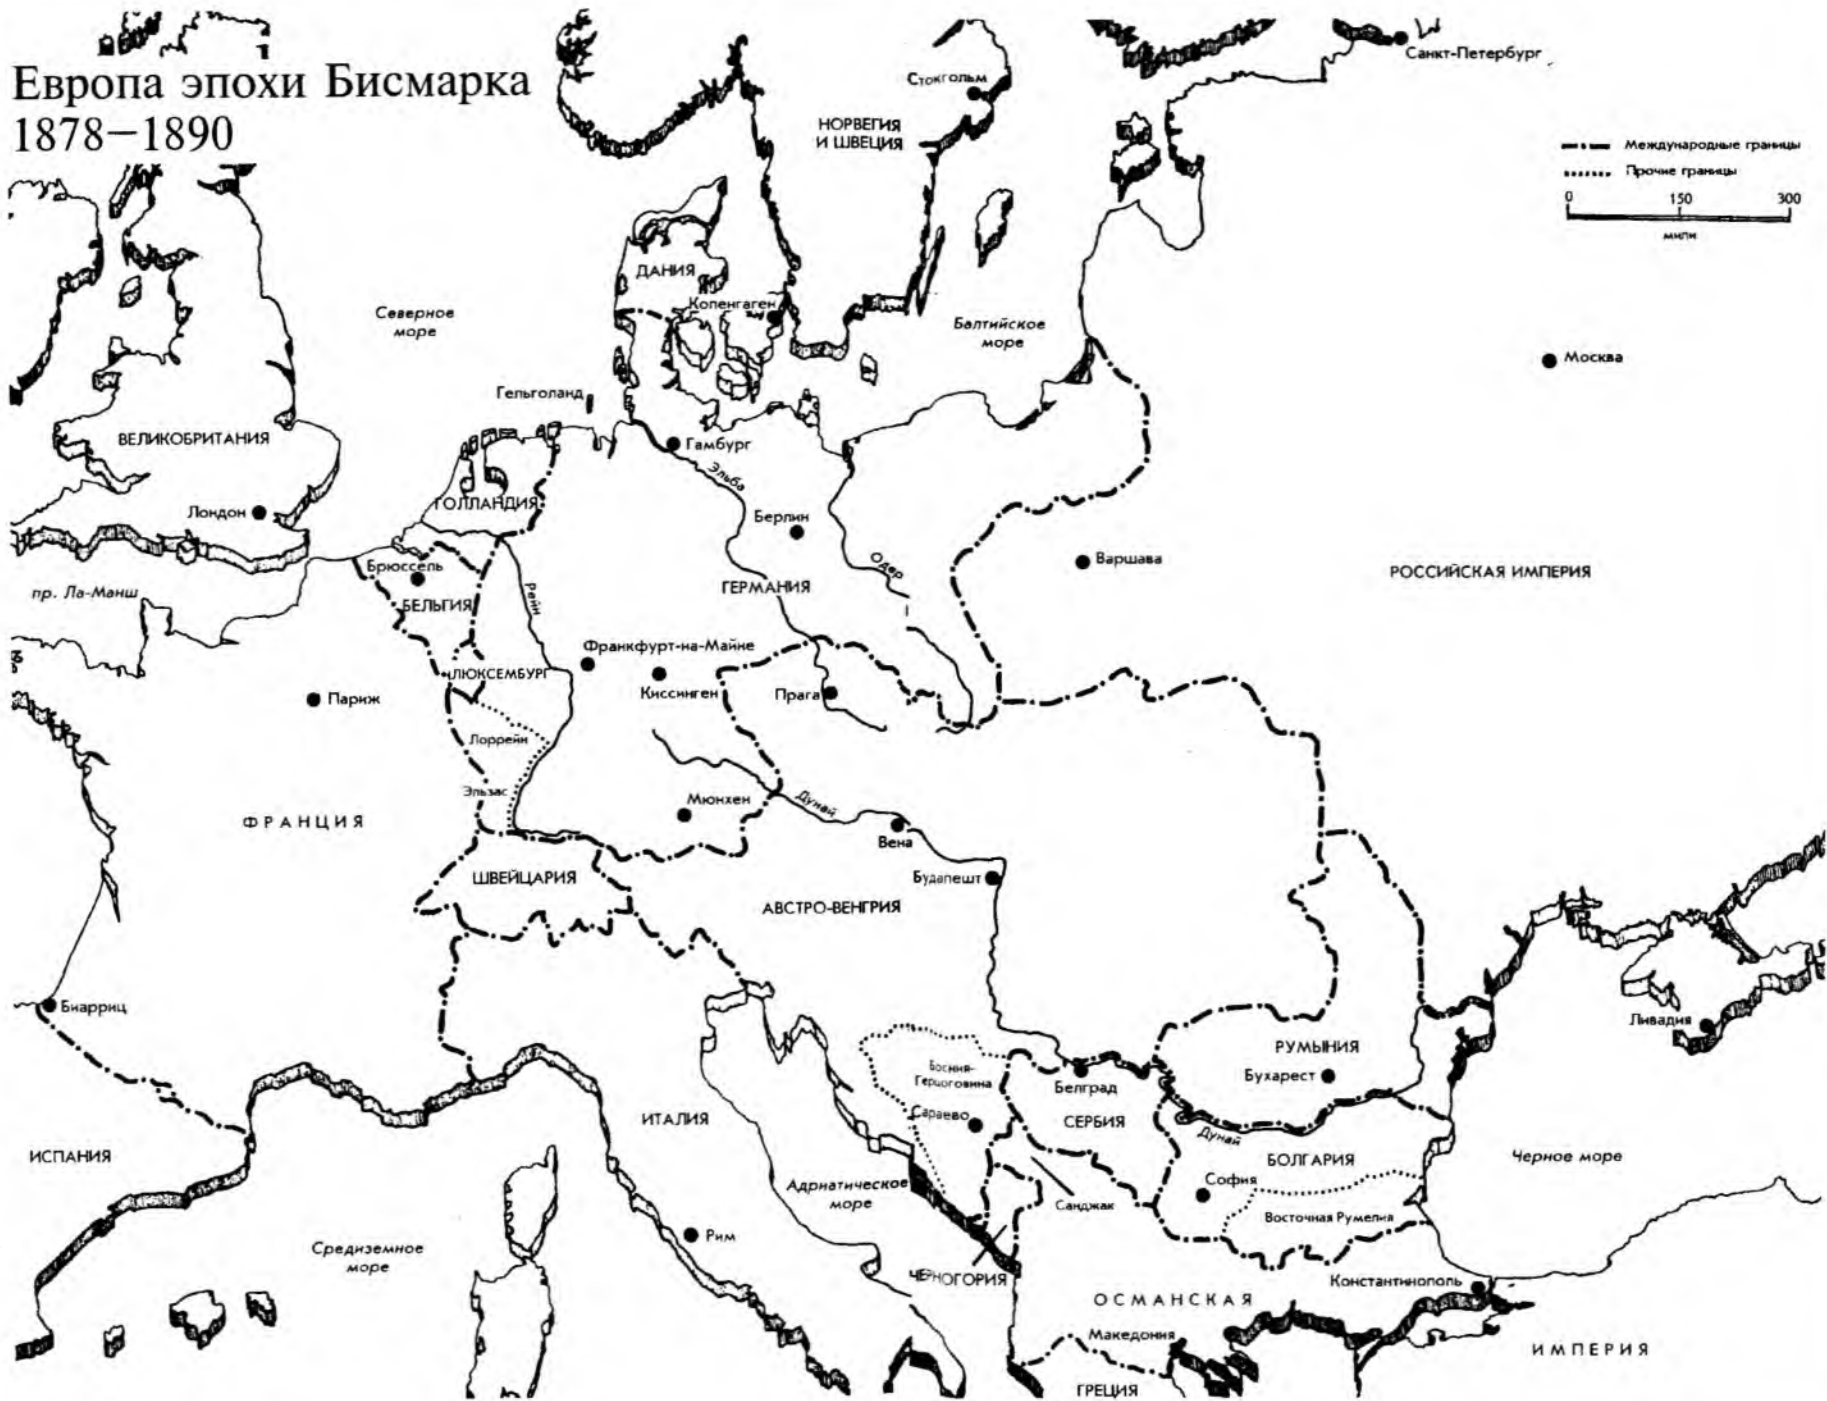 Европа эпохи Бисмарка
1878—1890
Санкт-Петербург
Стокгольм
НОРВЕГИЯ
И ШВЕЦИЯ
Международные границы
Прочие границы
0 150 300
мили
ДАНИЯ
Копенгаген
Северное
море
Балтийское
море
Москва
Гельголанд
ВЕЛИКОБРИТАНИЯ
Гамбург
Эльба
ГОЛЛАНДИЯ
Лондон
Берлин
Варшава
Одер
Брюссель
РОССИЙСКАЯ ИМПЕРИЯ
пр. Ла-Манш
БЕЛЬГИЯ
Рейн
ГЕРМАНИЯ
Франкфурт-на-Майне
ЛЮКСЕМБУРГ
Киссинген
Прага
Париж
Лоррейн
Эльзас
Мюнхен
Дунай
ФРАНЦИЯ
Вена
ШВЕЙЦАРИЯ
Будапешт
АВСТРО-ВЕНГРИЯ
Биарриц
Ливадия
РУМЫНИЯ
Босния-
Герцоговина
Белград
Бухарест
ИТАЛИЯ
Сараево
СЕРБИЯ
Дунай
ИСПАНИЯ
БОЛГАРИЯ
Черное море
Адриатическое
море
София
Санджак
Восточная Румелия
Рим
Средиземное
море
ЧЕРНОГОРИЯ
Константинополь
ОСМАНСКАЯ
Македония
ИМПЕРИЯ
ГРЕЦИЯ